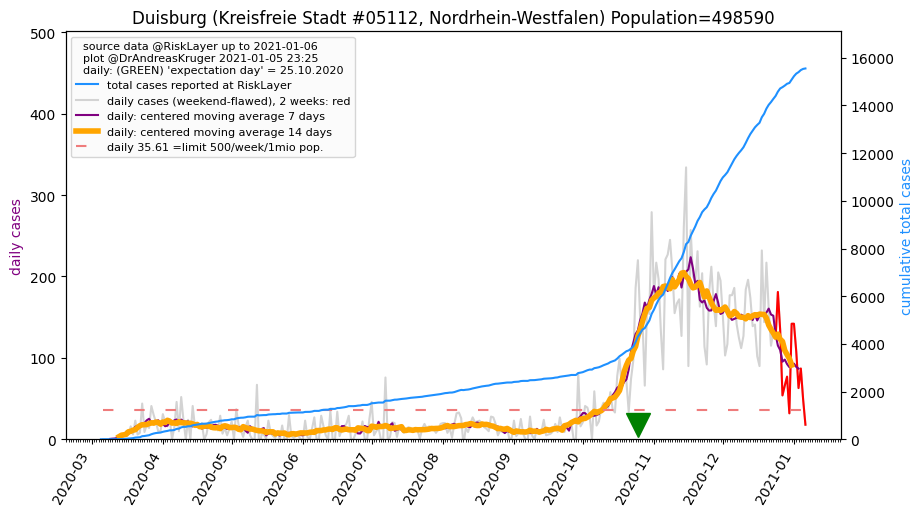 Duisburg (Kreisfreie Stadt #05112, Nordrhein-Westfalen) Population=498590
source data @RiskLayer up to 2021-01-06
plot @DrAndreasKruger 2021-01-05 23:25
daily: (GREEN) 'expectation day' = 25.10.2020
total cases reported at RiskLayer
daily cases (weekend-flawed), 2 weeks: red
daily: centered moving average 7 days
daily: centered moving average 14 days
daily 35.61 =limit 500/week/1mio pop.
daily cases
500
400
300
200
100
0
cumulative total cases
16000
14000
12000
10000
8000
6000
4000
2000
0
2020-03
2020-04
2020-05
2020-06
2020-07
2020-08
2020-09
2020-10
2020-11
2020-12
2021-01